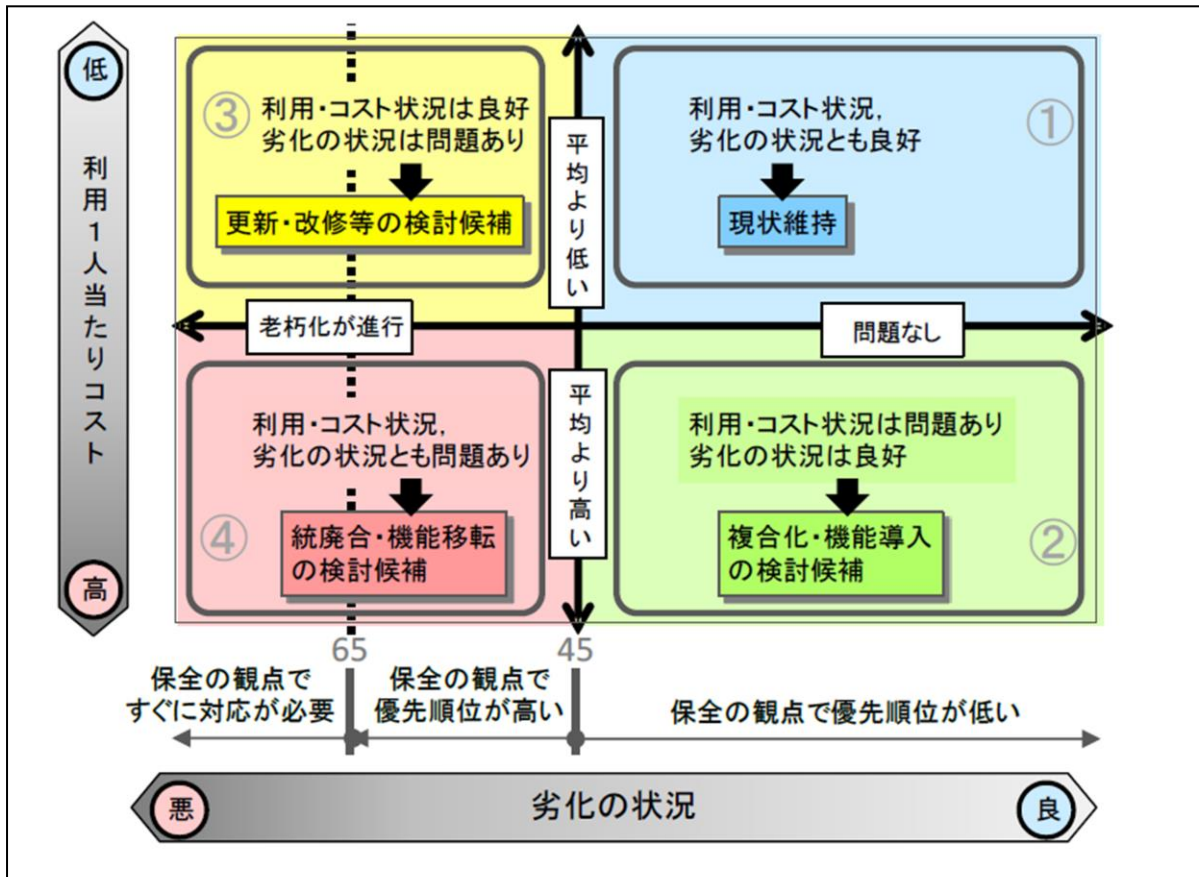 低
利用1人当たりコスト
高
③
利用・コスト状況は良好
劣化の状況は問題あり
更新・改修等の検討候補
平均より低い
①
利用・コスト状況,
劣化の状況とも良好
現状維持
老朽化が進行
問題なし
利用・コスト状況,
劣化の状況とも問題あり
④
統廃合・機能移転
の検討候補
平均より高い
利用・コスト状況は問題あり
劣化の状況は良好
複合化・機能導入
の検討候補
②
65
45
保全の観点で
すぐに対応が必要
保全の観点で
優先順位が高い
保全の観点で優先順位が低い
悪
劣化の状況
良